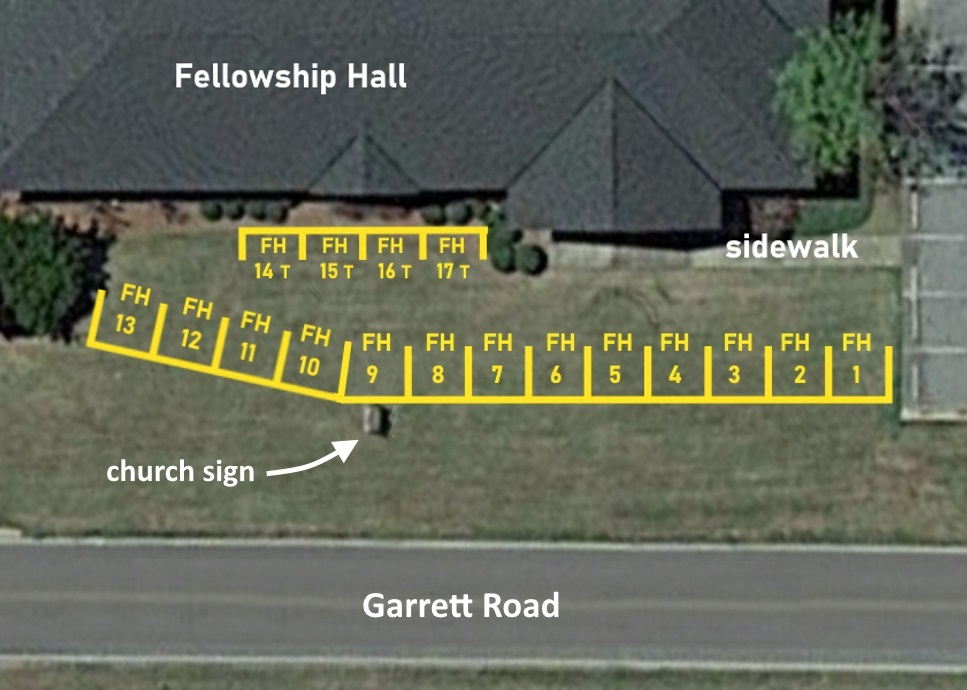 Fellowship Hall
sidewalk
FH
14 T
FH
15 T
FH
16 T
FH
17 T
FH
13
FH
12
FH
11
FH
10
FH
9
FH
8
FH
7
FH
6
FH
5
FH
4
FH
3
FH
2
FH
1
church sign
Garrett Road